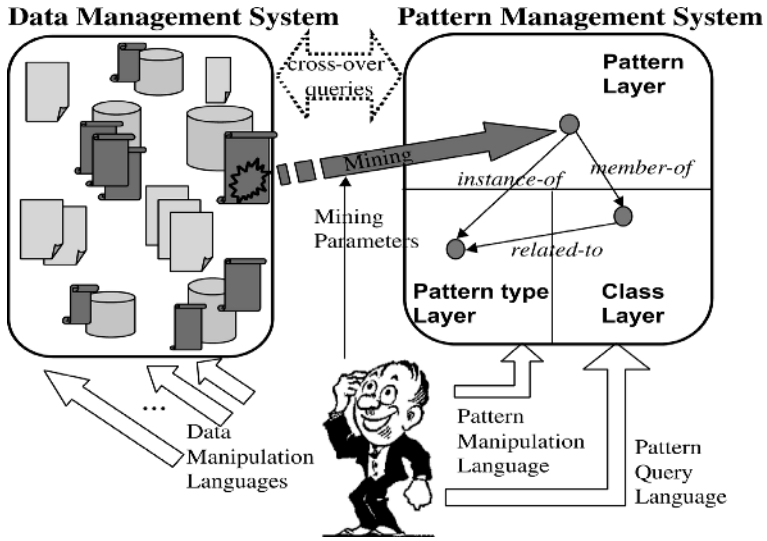 Data Management System
Pattern Management System
cross-over
queries
Pattern
Layer
Mining
instance-of
member-of
Mining
Parameters
related-to
Pattern type
Layer
Class
Layer
...
Data
Manipulation
Languages
Pattern
Manipulation
Language
Pattern
Query
Language